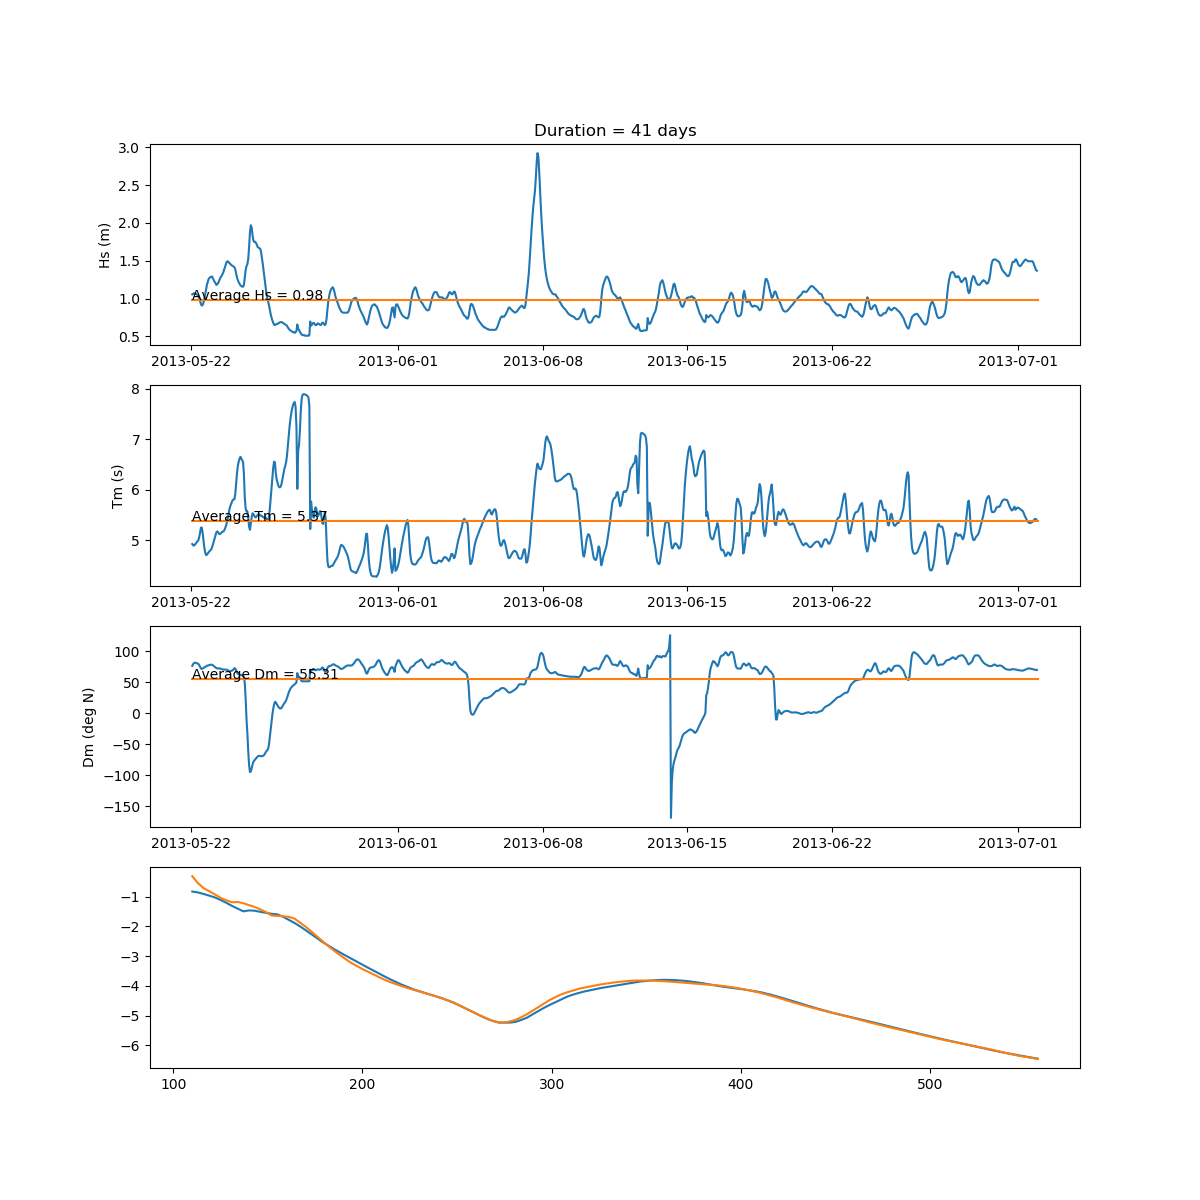 Duration = 41 days
3.0
2.5
2.0
1.5
1.0
0.5
Hs (m)
Average Hs = 0.98
2013-05-22 2013-06-01 2013-06-08 2013-06-15 2013-06-22 2013-07-01
8
7
6
5
Tm (s)
Average Tm = 5.37
2013-05-22 2013-06-01 2013-06-08 2013-06-15 2013-06-22 2013-07-01
100
50
0
−50
−100
−150
Dm (deg N)
Average Dm = 55.31
2013-05-22 2013-06-01 2013-06-08 2013-06-15 2013-06-22 2013-07-01
−1
−2
−3
−4
−5
−6
100 200 300 400 500